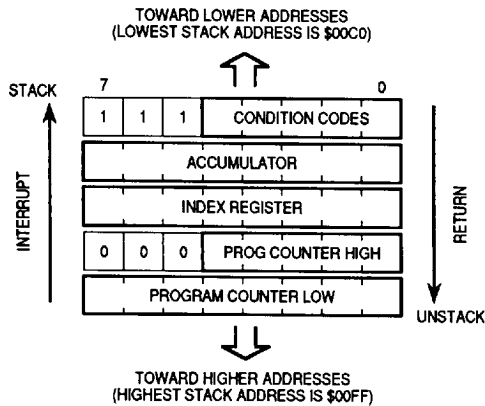 TOWARD LOWER ADDRESSES
(LOWEST STACK ADDRESS IS $00C0)
7 0
STACK
1 1 1 CONDITION CODES
ACCUMULATOR
INDEX REGISTER
0 0 0 PROG COUNTER HIGH
PROGRAM COUNTER LOW
INTERRUPT
RETURN
UNSTACK
TOWARD HIGHER ADDRESSES
(HIGHEST STACK ADDRESS IS $00FF)